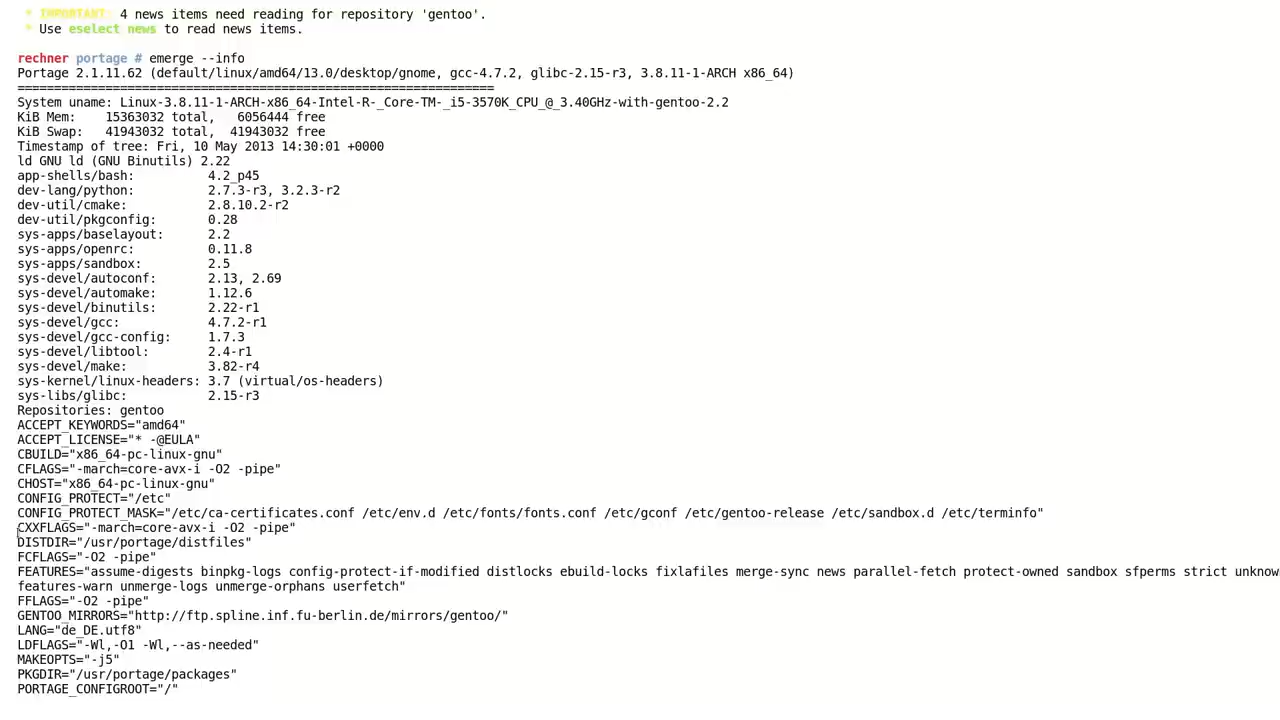 * IMPORTANT: 4 news items need reading for repository 'gentoo'.
* Use eselect news to read news items.
rechner portage # emerge --info
Portage 2.1.11.62 (default/linux/amd64/13.0/desktop/gnome, gcc-4.7.2, glibc-2.15-r3, 3.8.11-1-ARCH x86_64)
=================================================================
System uname: Linux-3.8.11-1-ARCH-x86_64-Intel-R-_Core-TM-_i5-3570K_CPU_@_3.40GHz-with-gentoo-2.2
KiB Mem:    15363032 total,   6056444 free
KiB Swap:   41943032 total,  41943032 free
Timestamp of tree: Fri, 10 May 2013 14:30:01 +0000
ld GNU ld (GNU Binutils) 2.22
app-shells/bash:          4.2_p45
dev-lang/python:          2.7.3-r3, 3.2.3-r2
dev-util/cmake:           2.8.10.2-r2
dev-util/pkgconfig:       0.28
sys-apps/baselayout:      2.2
sys-apps/openrc:          0.11.8
sys-apps/sandbox:         2.5
sys-devel/autoconf:       2.13, 2.69
sys-devel/automake:       1.12.6
sys-devel/binutils:       2.22-r1
sys-devel/gcc:            4.7.2-r1
sys-devel/gcc-config:     1.7.3
sys-devel/libtool:        2.4-r1
sys-devel/make:           3.82-r4
sys-kernel/linux-headers: 3.7 (virtual/os-headers)
sys-libs/glibc:           2.15-r3
Repositories: gentoo
ACCEPT_KEYWORDS="amd64"
ACCEPT_LICENSE="* -@EULA"
CBUILD="x86_64-pc-linux-gnu"
CFLAGS="-march=core-avx-i -O2 -pipe"
CHOST="x86_64-pc-linux-gnu"
CONFIG_PROTECT="/etc"
CONFIG_PROTECT_MASK="/etc/ca-certificates.conf /etc/env.d /etc/fonts/fonts.conf /etc/gconf /etc/gentoo-release /etc/sandbox.d /etc/terminfo"
CXXFLAGS="-march=core-avx-i -O2 -pipe"
DISTDIR="/usr/portage/distfiles"
FCFLAGS="-O2 -pipe"
FEATURES="assume-digests binpkg-logs config-protect-if-modified distlocks ebuild-locks fixlafiles merge-sync news parallel-fetch protect-owned sandbox sfperms strict unknow
features-warn unmerge-logs unmerge-orphans userfetch"
FFLAGS="-O2 -pipe"
GENTOO_MIRRORS="http://ftp.spline.inf.fu-berlin.de/mirrors/gentoo/"
LANG="de_DE.utf8"
LDFLAGS="-Wl,-O1 -Wl,--as-needed"
MAKEOPTS="-j5"
PKGDIR="/usr/portage/packages"
PORTAGE_CONFIGROOT="/"